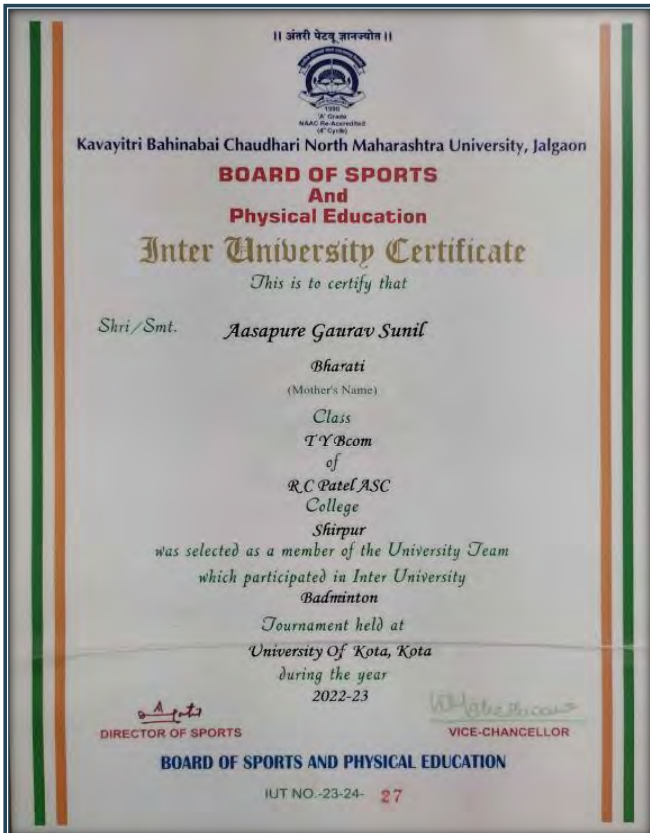 ।। अंतरी पेटवू ज्ञानज्योत ।।
1990
'A' Grade
NAAC Re-Accredited
(4th Cycle)
Kavayitri Bahinabai Chaudhari North Maharashtra University, Jalgaon
BOARD OF SPORTS
And
Physical Education
Inter University Certificate
This is to certify that
Shri/Smt. Aasapure Gaurav Sunil
Bharati
(Mother's Name)
Class
T Y Bcom
of
R.C Patel ASC
College
Shirpur
was selected as a member of the University Team
which participated in Inter University
Badminton
Tournament held at
University Of Kota, Kota
during the year
2022-23
DIRECTOR OF SPORTS
VICE-CHANCELLOR
BOARD OF SPORTS AND PHYSICAL EDUCATION
IUT NO.-23-24- 27